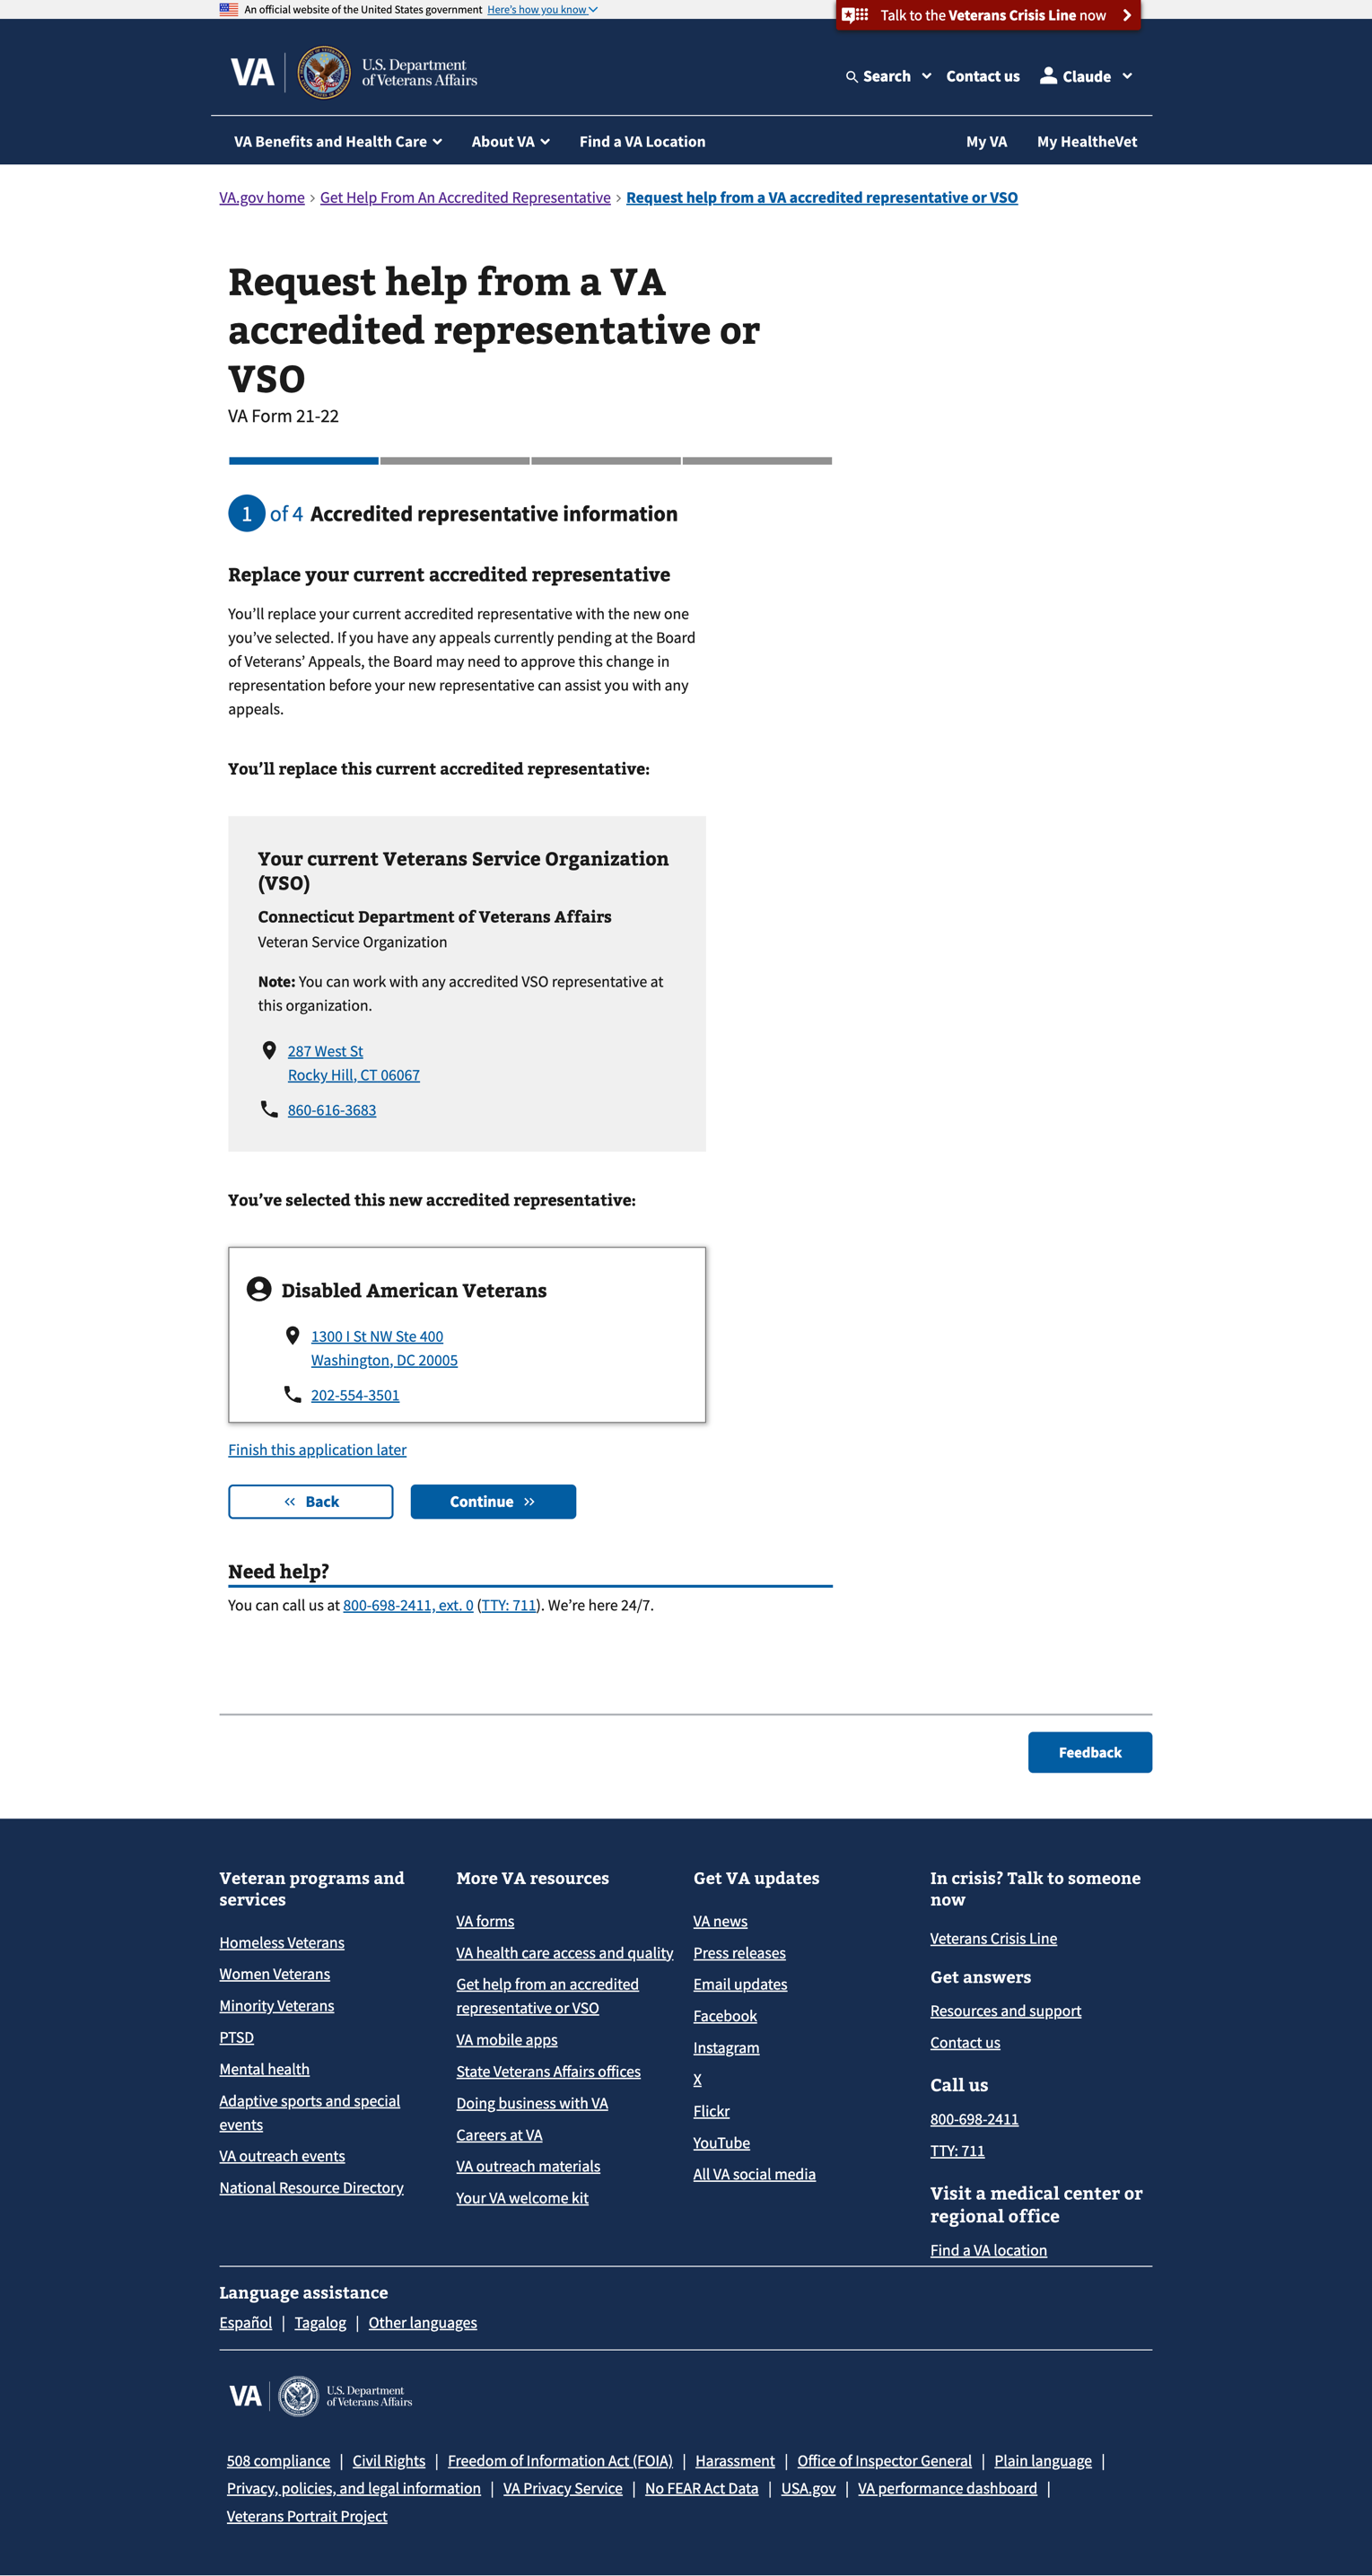 An official website of the United States government Here's how you know
Talk to the Veterans Crisis Line now
VA U.S. Department
of Veterans Affairs
Search Contact us Claude
VA Benefits and Health Care About VA Find a VA Location My VA My HealtheVet
VA.gov home › Get Help From An Accredited Representative › Request help from a VA accredited representative or VSO
Request help from a VA
accredited representative or
VSO
VA Form 21-22
1 of 4 Accredited representative information
Replace your current accredited representative
You’ll replace your current accredited representative with the new one
you’ve selected. If you have any appeals currently pending at the Board
of Veterans’ Appeals, the Board may need to approve this change in
representation before your new representative can assist you with any
appeals.
You’ll replace this current accredited representative:
Your current Veterans Service Organization
(VSO)
Connecticut Department of Veterans Affairs
Veteran Service Organization
Note: You can work with any accredited VSO representative at
this organization.
287 West St
Rocky Hill, CT 06067
860-616-3683
You’ve selected this new accredited representative:
Disabled American Veterans
1300 I St NW Ste 400
Washington, DC 20005
202-554-3501
Finish this application later
Back
Continue
Need help?
You can call us at 800-698-2411, ext. 0 (TTY: 711). We’re here 24/7.
Feedback
Veteran programs and
services
Homeless Veterans
Women Veterans
Minority Veterans
PTSD
Mental health
Adaptive sports and special
events
VA outreach events
National Resource Directory
More VA resources
VA forms
VA health care access and quality
Get help from an accredited
representative or VSO
VA mobile apps
State Veterans Affairs offices
Doing business with VA
Careers at VA
VA outreach materials
Your VA welcome kit
Get VA updates
VA news
Press releases
Email updates
Facebook
Instagram
X
Flickr
YouTube
All VA social media
In crisis? Talk to someone
now
Veterans Crisis Line
Get answers
Resources and support
Contact us
Call us
800-698-2411
TTY: 711
Visit a medical center or
regional office
Find a VA location
Language assistance
Español | Tagalog | Other languages
VA U.S. Department
of Veterans Affairs
508 compliance | Civil Rights | Freedom of Information Act (FOIA) | Harassment | Office of Inspector General | Plain language |
Privacy, policies, and legal information | VA Privacy Service | No FEAR Act Data | USA.gov | VA performance dashboard |
Veterans Portrait Project